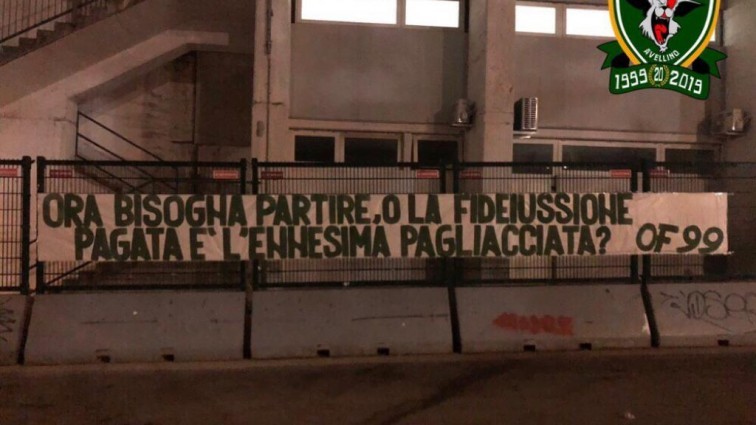 AVELLINO
1999 20 2019
ORA BISOGNA PARTIRE,O LA FIDEIUSSIONE
PAGATA E' L'ENNESIMA PAGLIACCIATA? OF 99